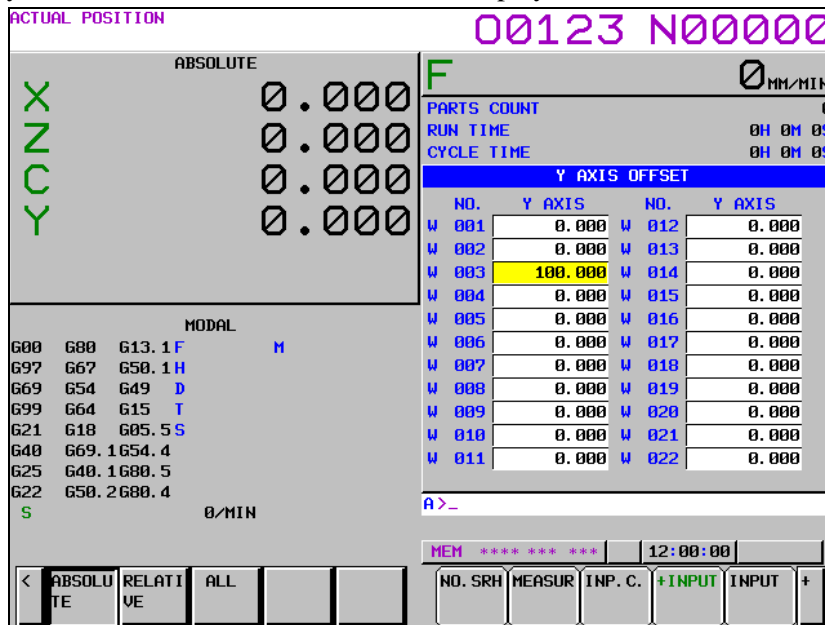 ACTUAL POSITION
O0123 N00000
ABSOLUTE
X 0.000
Z 0.000
C 0.000
Y 0.000
F 0 MM/MIN
PARTS COUNT
RUN TIME 0H 0M 0S
CYCLE TIME 0H 0M 0S
Y AXIS OFFSET
NO. Y AXIS NO. Y AXIS
W 001 0.000 W 012 0.000
W 002 0.000 W 013 0.000
W 003 100.000 W 014 0.000
W 004 0.000 W 015 0.000
W 005 0.000 W 016 0.000
W 006 0.000 W 017 0.000
W 007 0.000 W 018 0.000
W 008 0.000 W 019 0.000
W 009 0.000 W 020 0.000
W 010 0.000 W 021 0.000
W 011 0.000 W 022 0.000
MODAL
G00 G80 G13.1 F M
G97 G67 G50.1 H
G69 G54 G49 D
G99 G64 G15 T
G21 G18 G05.5 S
G40 G69.1 G54.4
G25 G40.1 G80.5
G22 G50.2 G80.4
S 0/MIN
A>_
MEM **** *** *** 12:00:00
< ABSOLUTE RELATIVE ALL
NO.SRH MEASUR INP.C. +INPUT INPUT +